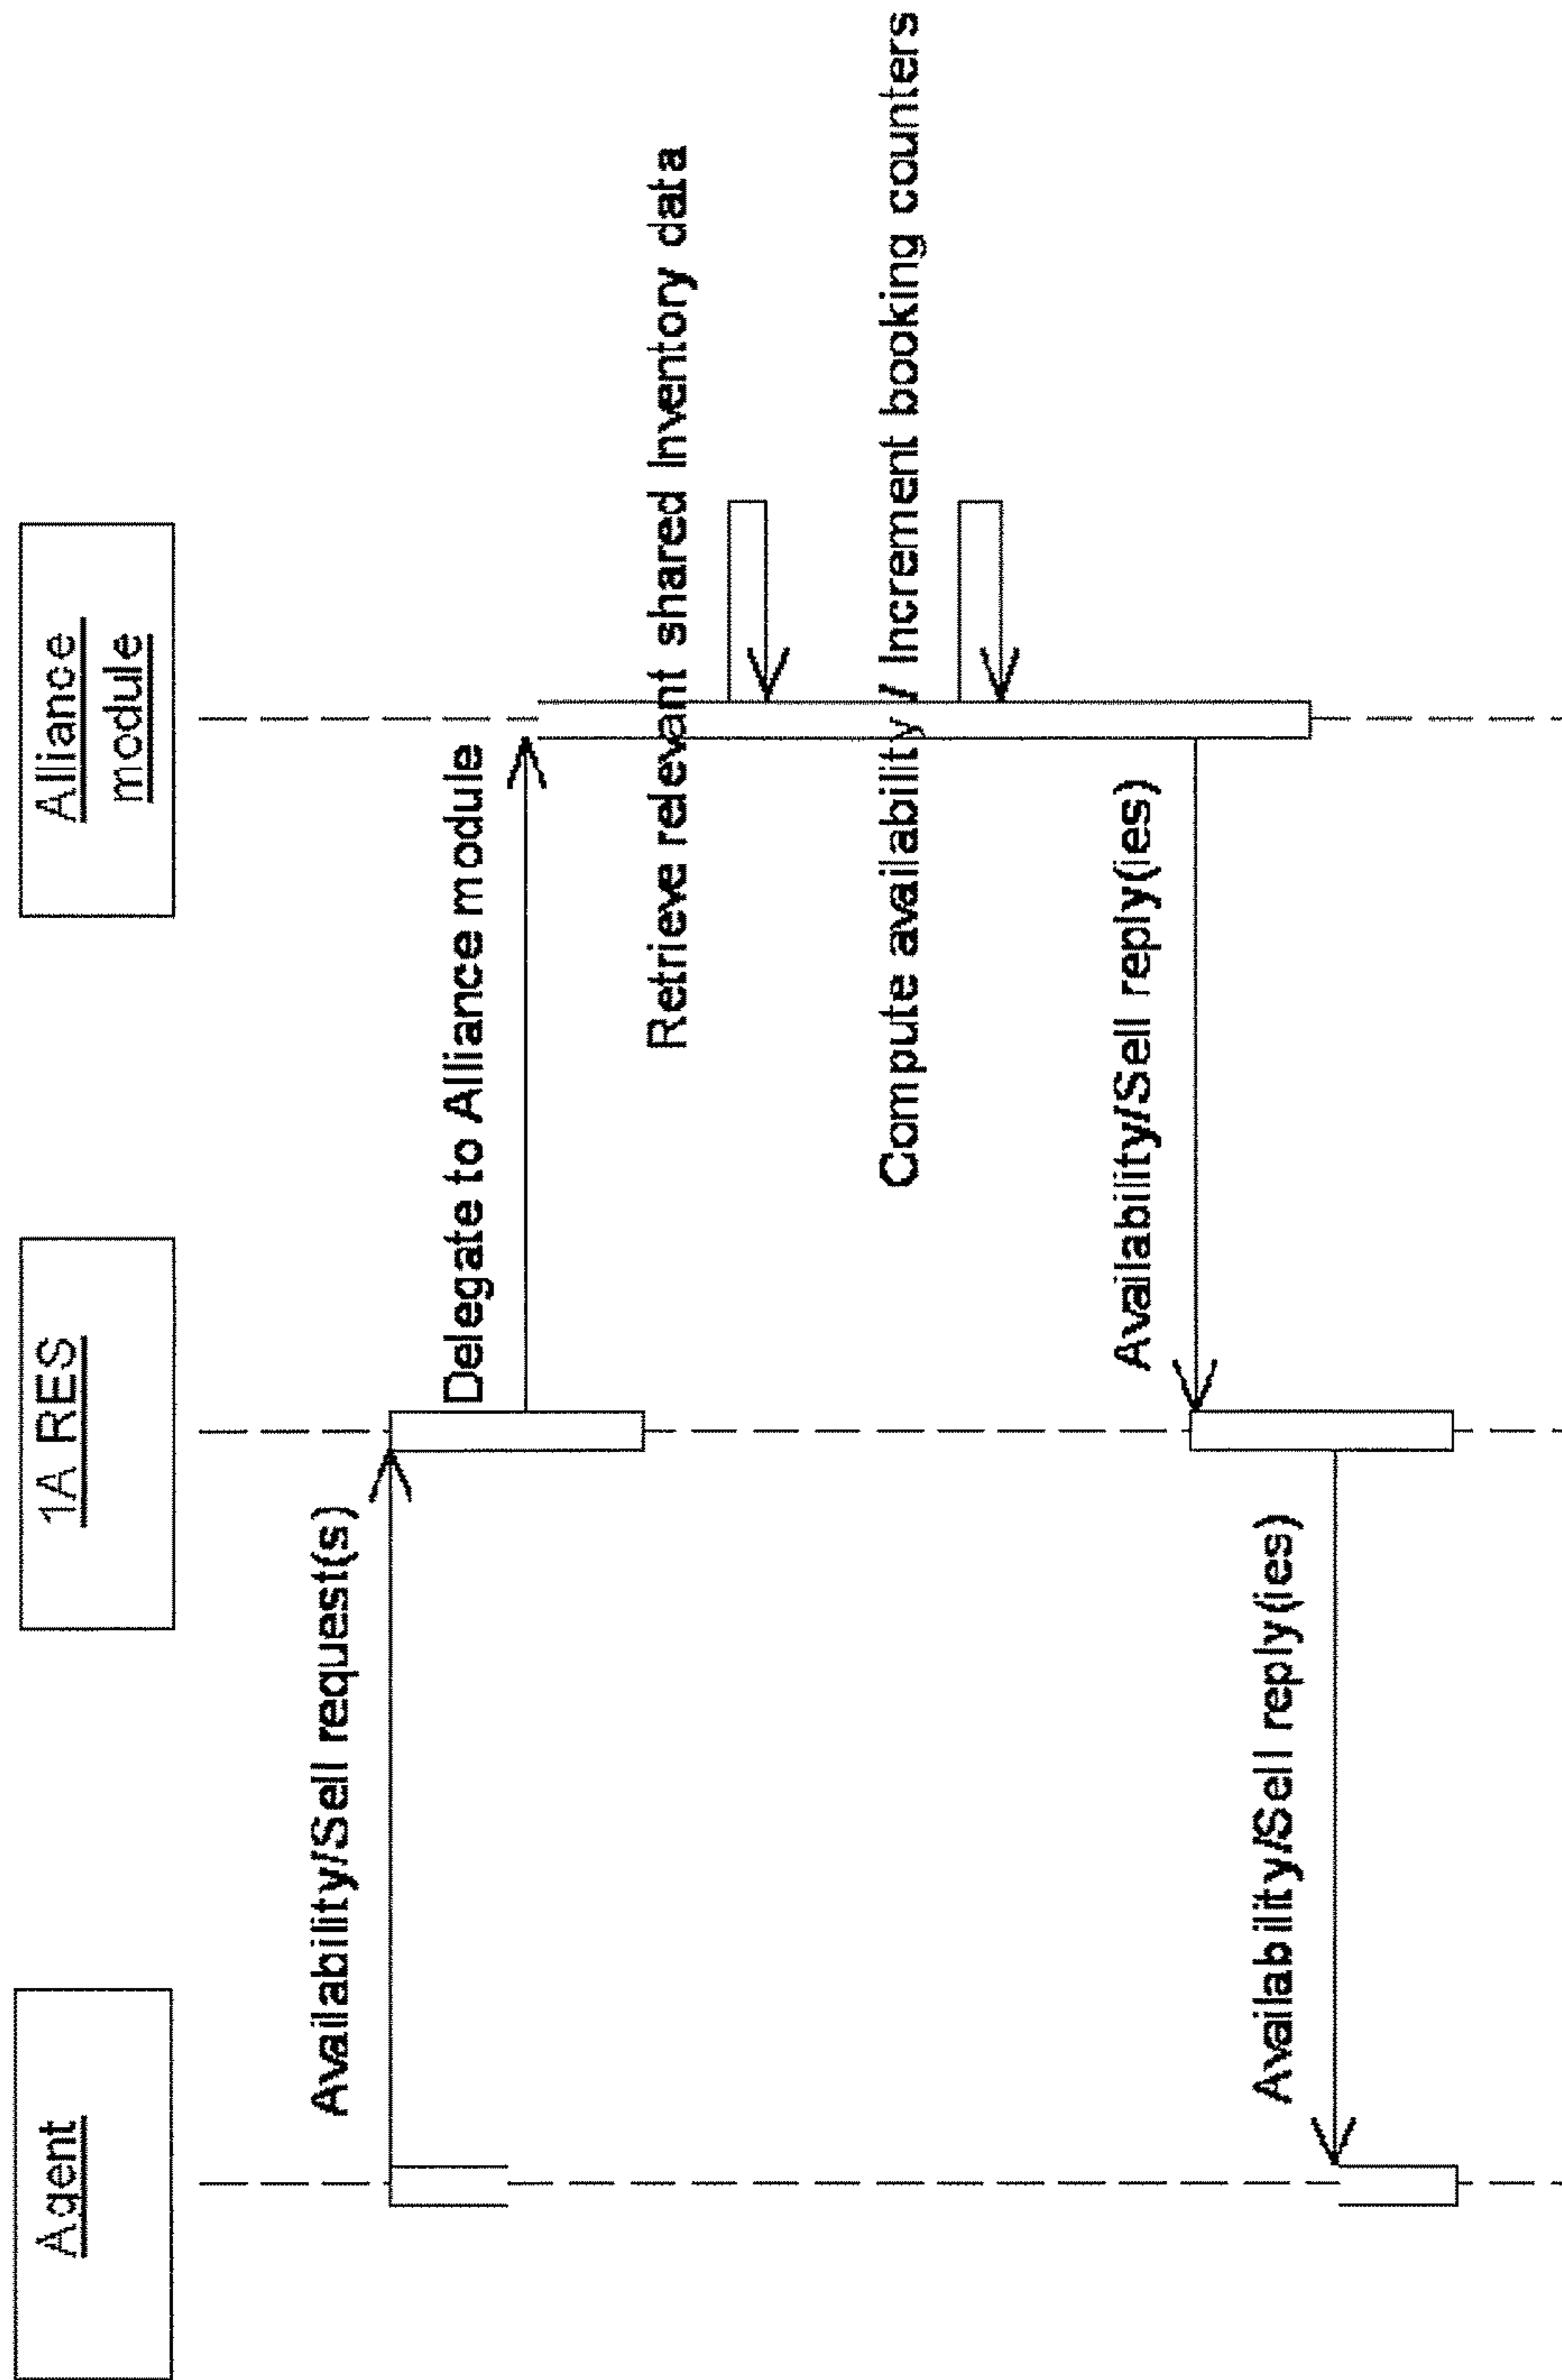 Agent
1A RES
Alliance
module
Availability/Sell request(s)
Delegate to Alliance module
Retrieve relevant shared Inventory data
Compute availability / Increment booking counters
Availability/Sell reply(ies)
Availability/Sell reply(ies)